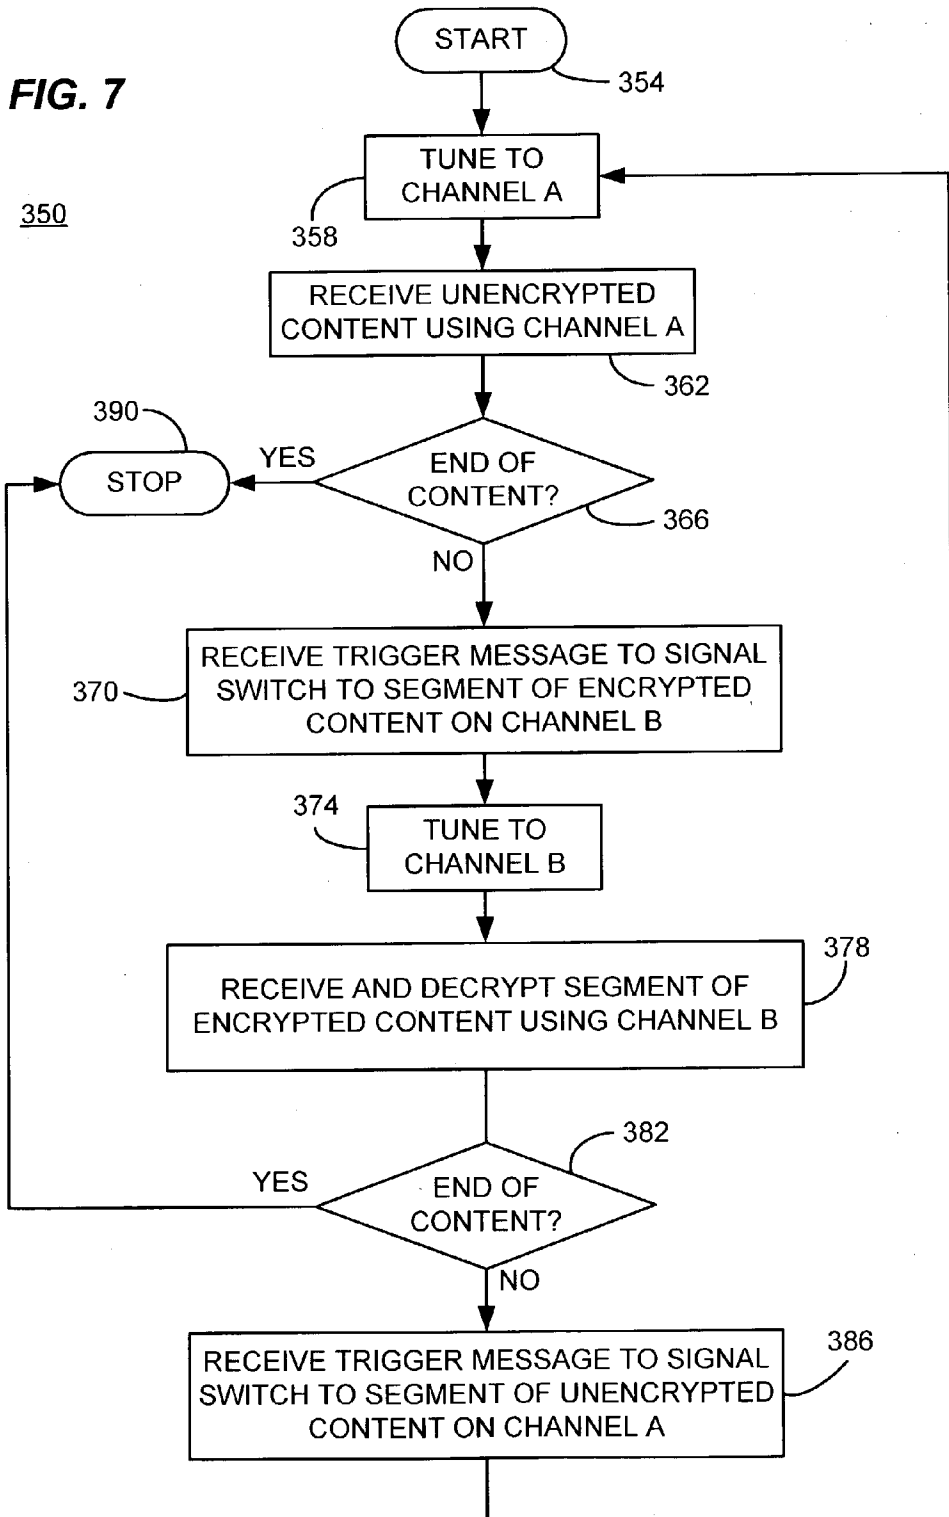 START
354
FIG. 7
350
TUNE TO
CHANNEL A
358
RECEIVE UNENCRYPTED
CONTENT USING CHANNEL A
362
390
STOP
YES
END OF
CONTENT?
366
NO
370
RECEIVE TRIGGER MESSAGE TO SIGNAL
SWITCH TO SEGMENT OF ENCRYPTED
CONTENT ON CHANNEL B
374
TUNE TO
CHANNEL B
378
RECEIVE AND DECRYPT SEGMENT OF
ENCRYPTED CONTENT USING CHANNEL B
382
YES
END OF
CONTENT?
NO
386
RECEIVE TRIGGER MESSAGE TO SIGNAL
SWITCH TO SEGMENT OF UNENCRYPTED
CONTENT ON CHANNEL A